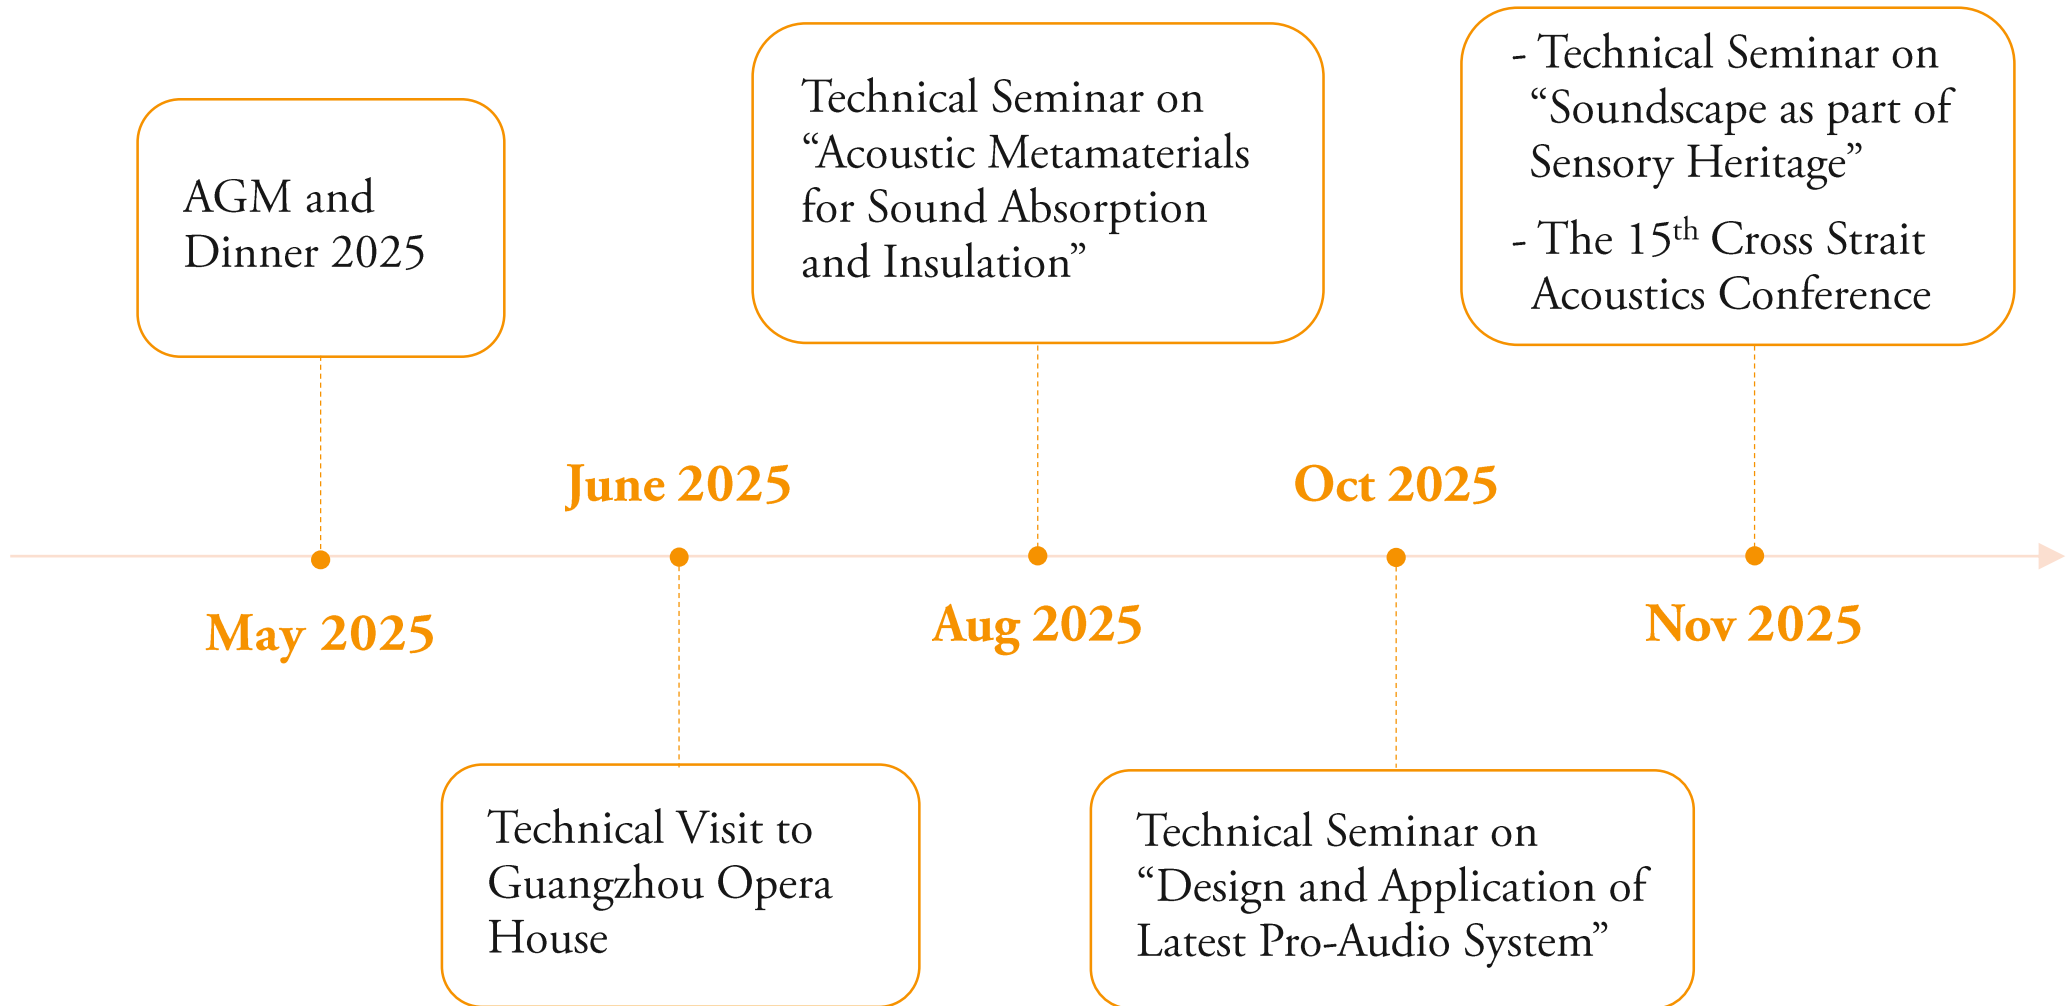 AGM and
Dinner 2025
May 2025
June 2025
Technical Visit to
Guangzhou Opera
House
Technical Seminar on
“Acoustic Metamaterials
for Sound Absorption
and Insulation”
Aug 2025
Oct 2025
Technical Seminar on
“Design and Application of
Latest Pro-Audio System”
- Technical Seminar on
“Soundscape as part of
Sensory Heritage”
- The 15th Cross Strait
Acoustics Conference
Nov 2025